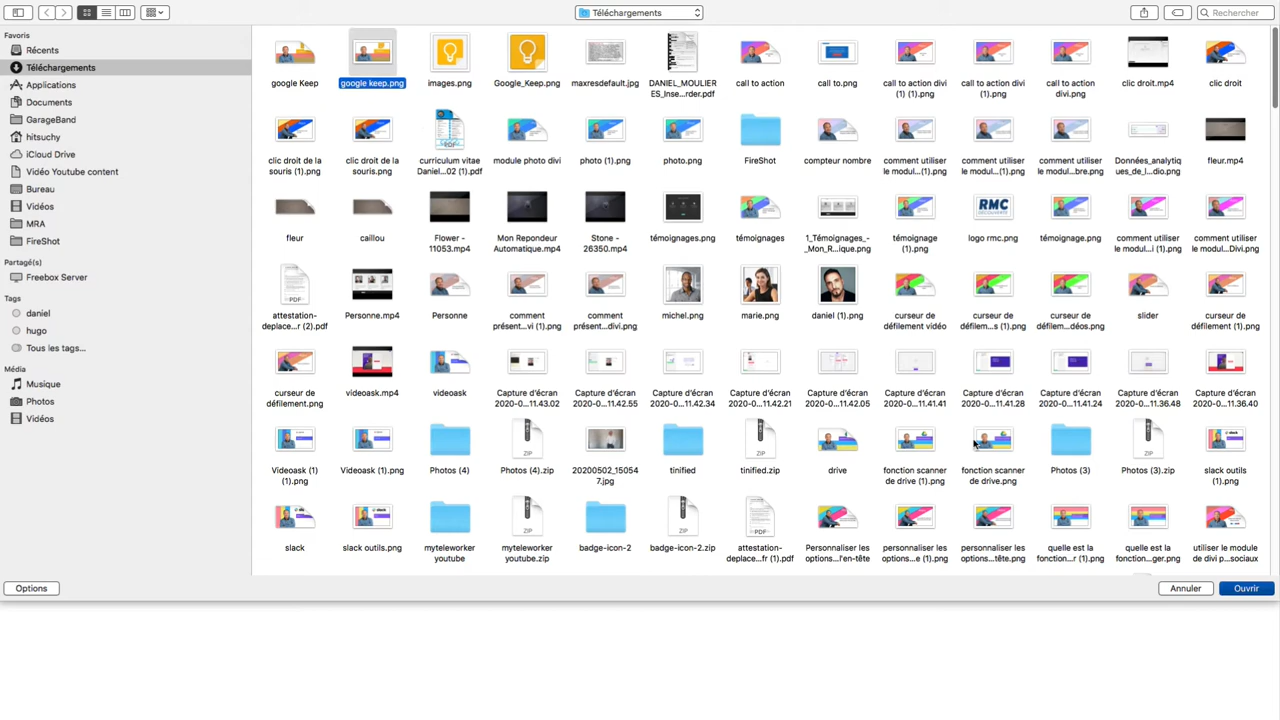 Téléchargements
Rechercher
Favoris
Récents
Téléchargements
Applications
Documents
GarageBand
hitsuchy
iCloud Drive
Vidéo Youtube content
Bureau
Vidéos
MRA
FireShot
Partagé(s)
Freebox Server
Tags
daniel
hugo
Tous les tags...
Média
Musique
Photos
Vidéos
google Keep
google keep.png
images.png
Google_Keep.png
maxresdefault.jpg
DANIEL_MOULIER
ES_Inse...rder.pdf
call to action
call to.png
call to action divi
(1) (1).png
call to action divi
(1).png
call to action
divi.png
clic droit.mp4
clic droit
clic droit de la
souris (1).png
clic droit de la
souris.png
PDF
curriculum vitae
Daniel...02 (1).pdf
module photo divi
photo (1).png
photo.png
FireShot
compteur nombre
comment utiliser
le modul...(1).png
comment utiliser
le modul...(1).png
comment utiliser
le modul...bre.png
Données_analytiq
ues_de_l...dio.png
fleur.mp4
fleur
caillou
Flower -
11053.mp4
Mon Repondeur
Automatique.mp4
Stone -
26350.mp4
témoignages.png
témoignages
1_Témoignages_-
_Mon_R...ique.png
témoignage
(1).png
RMC
DECOUVERTE
logo rmc.png
témoignage.png
comment utiliser
le modul...i (1).png
comment utiliser
le modul...Divi.png
PDF
attestation-
deplace...r (2).pdf
Personne.mp4
Personne
comment
présent...vi (1).png
comment
présent...divi.png
michel.png
marie.png
daniel (1).png
curseur de
défilement vidéo
curseur de
défilem...s (1).png
curseur de
défilem...déos.png
slider
curseur de
défilement (1).png
curseur de
défilement.png
videoask.mp4
videoask
Capture d'écran
2020-0...11.43.02
Capture d'écran
2020-0...11.42.55
Capture d'écran
2020-0...11.42.34
Capture d'écran
2020-0...11.42.21
Capture d'écran
2020-0...11.42.05
Capture d'écran
2020-0...11.41.41
Capture d'écran
2020-0...11.41.28
Capture d'écran
2020-0...11.41.24
Capture d'écran
2020-0...11.36.48
Capture d'écran
2020-0...11.36.40
Videoask (1)
(1).png
Videoask (1).png
Photos (4)
ZIP
Photos (4).zip
20200502_15054
7.jpg
tinified
ZIP
tinified.zip
drive
fonction scanner
de drive (1).png
fonction scanner
de drive.png
Photos (3)
ZIP
Photos (3).zip
slack
slack outils
(1).png
slack
slack
slack outils.png
myteleworker
youtube
ZIP
myteleworker
youtube.zip
badge-icon-2
ZIP
badge-icon-2.zip
PDF
attestation-
deplace...fr (1).pdf
Personnaliser les
options...l'en-tête
personnaliser les
options...e (1).png
personnaliser les
options...tête.png
quelle est la
fonction...r (1).png
quelle est la
fonction...ger.png
utiliser le module
de divi p...sociaux
Options
Annuler
Ouvrir